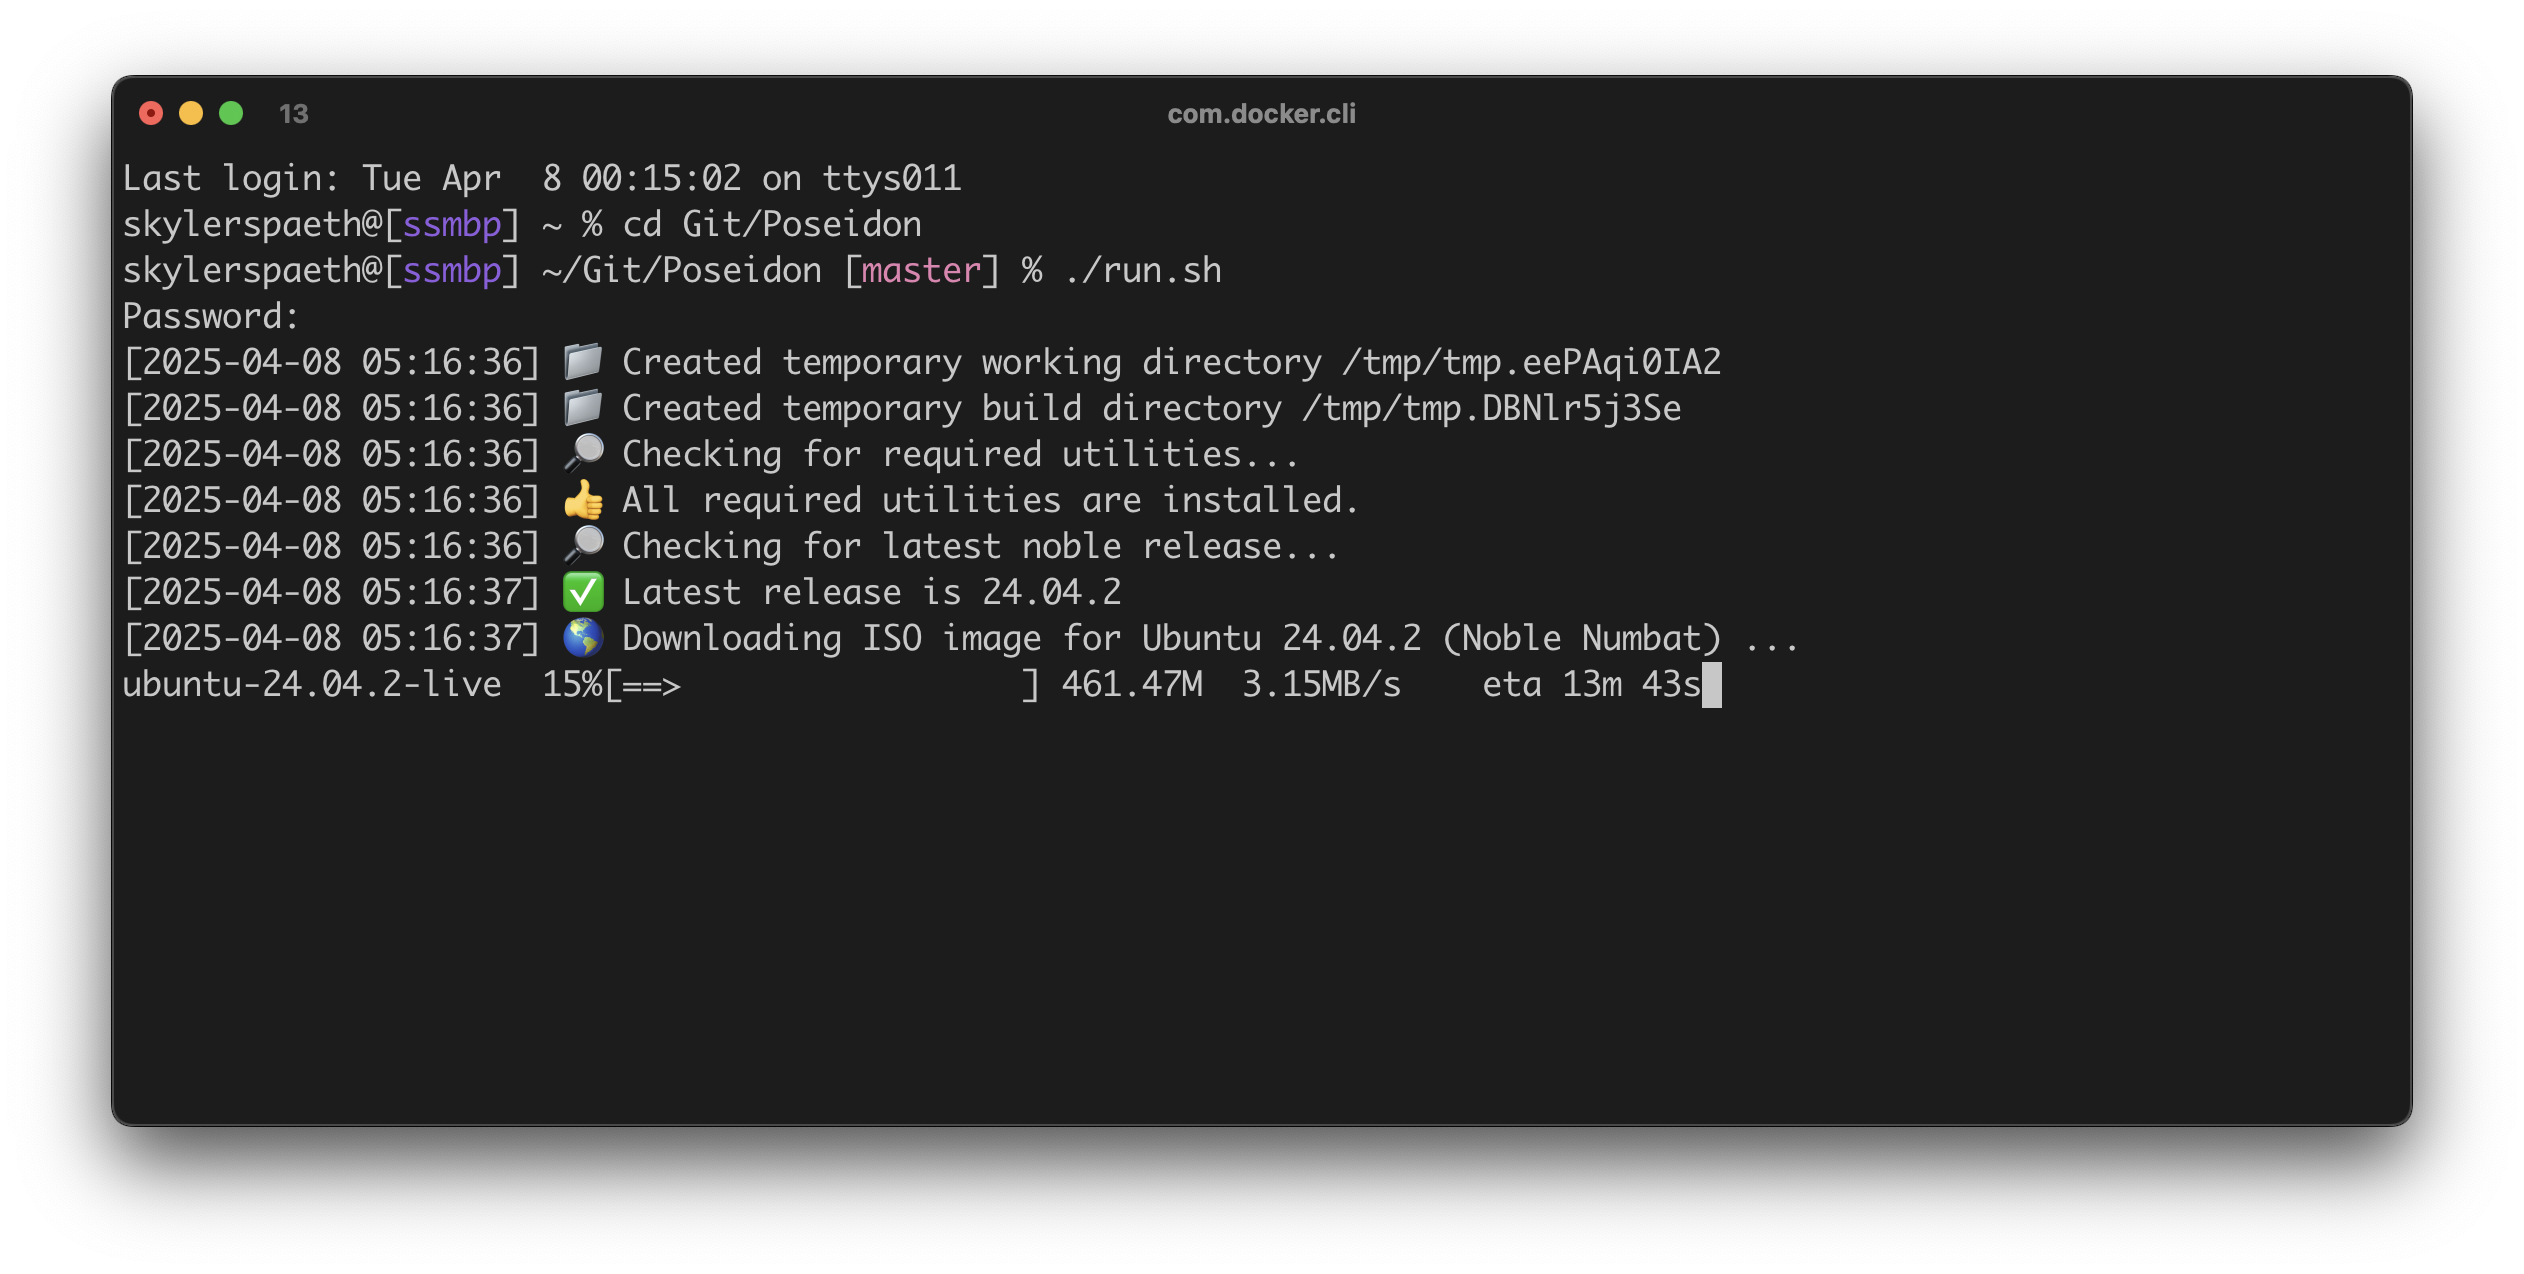 13
com.docker.cli
Last login: Tue Apr  8 00:15:02 on ttys011
skylerspaeth@[ssmbp] ~ % cd Git/Poseidon
skylerspaeth@[ssmbp] ~/Git/Poseidon [master] % ./run.sh
Password:
[2025-04-08 05:16:36] 📁 Created temporary working directory /tmp/tmp.eePAqi0IA2
[2025-04-08 05:16:36] 📁 Created temporary build directory /tmp/tmp.DBNlr5j3Se
[2025-04-08 05:16:36] 🔎 Checking for required utilities...
[2025-04-08 05:16:36] 👍 All required utilities are installed.
[2025-04-08 05:16:36] 🔎 Checking for latest noble release...
[2025-04-08 05:16:37] ✅ Latest release is 24.04.2
[2025-04-08 05:16:37] 🌎 Downloading ISO image for Ubuntu 24.04.2 (Noble Numbat) ...
ubuntu-24.04.2-live  15%[==>                 ] 461.47M  3.15MB/s    eta 13m 43s